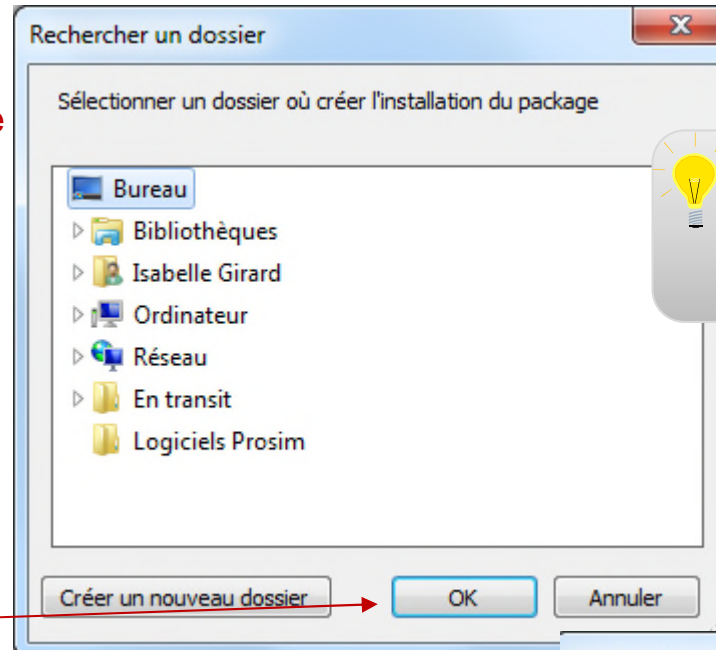 Rechercher un dossier
Sélectionner un dossier où créer l'installation du package
e
Bureau
Bibliothèques
Isabelle Girard
Ordinateur
Réseau
En transit
Logiciels Prosim
Créer un nouveau dossier
OK
Annuler